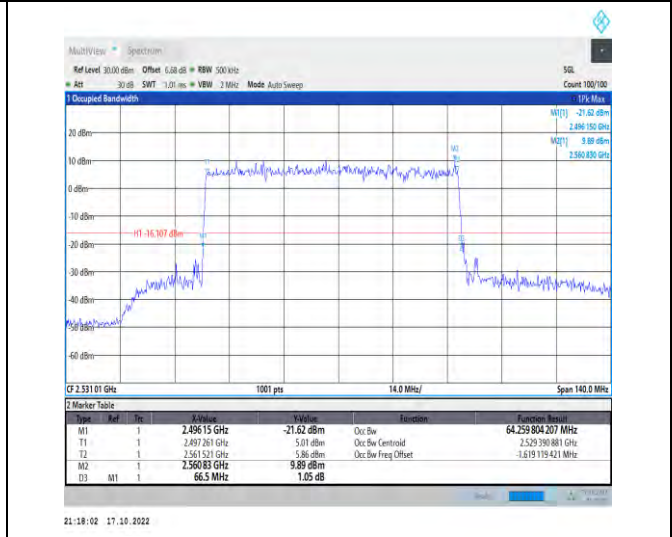 MultiView Spectrum
Ref Level 30.00 dBm Offset 6.68 dB RBW 500 kHz SGL
Att 30 dB SWT 1.01 ms VBW 2 MHz Mode Auto Sweep Count 100/100
1 Occupied Bandwidth 1Pk Max
M1[1] -21.62 dBm
2.496 150 GHz
M2[1] 9.89 dBm
2.560 830 GHz
20 dBm
10 dBm
0 dBm
-10 dBm
H1 -16.107 dBm
-20 dBm
-30 dBm
-40 dBm
-50 dBm
-60 dBm
CF 2.531 01 GHz 1001 pts 14.0 MHz/ Span 140.0 MHz
2 Marker Table
Type Ref Trc X-Value Y-Value Function Function Result
M1 1 2.496 15 GHz -21.62 dBm Occ Bw 64.259 804 207 MHz
T1 1 2.497 261 GHz 5.01 dBm Occ Bw Centroid 2.529 390 881 GHz
T2 1 2.561 521 GHz 5.86 dBm Occ Bw Freq Offset -1.619 119 421 MHz
M2 1 2.560 83 GHz 9.89 dBm
D3 M1 1 66.5 MHz 1.05 dB
21:18:02 17.10.2022